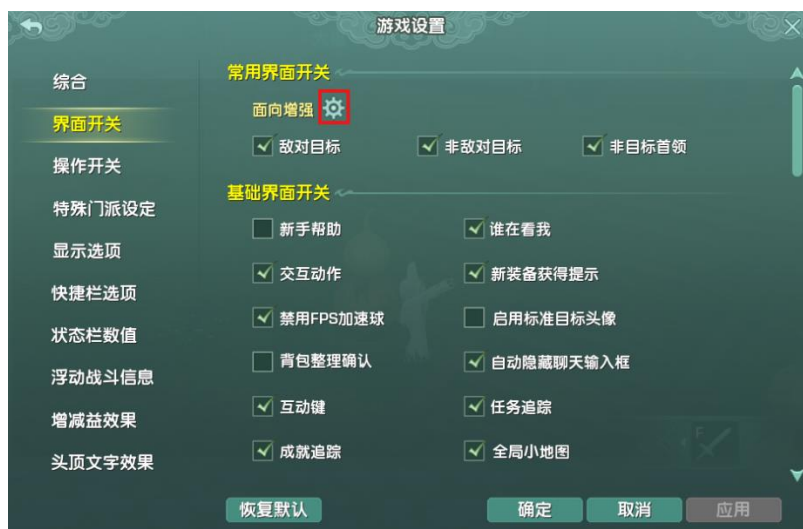 游戏设置
综合
界面开关
操作开关
特殊门派设定
显示选项
快捷栏选项
状态栏数值
浮动战斗信息
增减益效果
头顶文字效果
常用界面开关
面向增强
敌对目标 非敌对目标 非目标首领
基础界面开关
新手帮助 谁在看我
交互动作 新装备获得提示
禁用FPS加速球 启用标准目标头像
背包整理确认 自动隐藏聊天输入框
互动键 任务追踪
成就追踪 全局小地图
F
恢复默认 确定 取消 应用